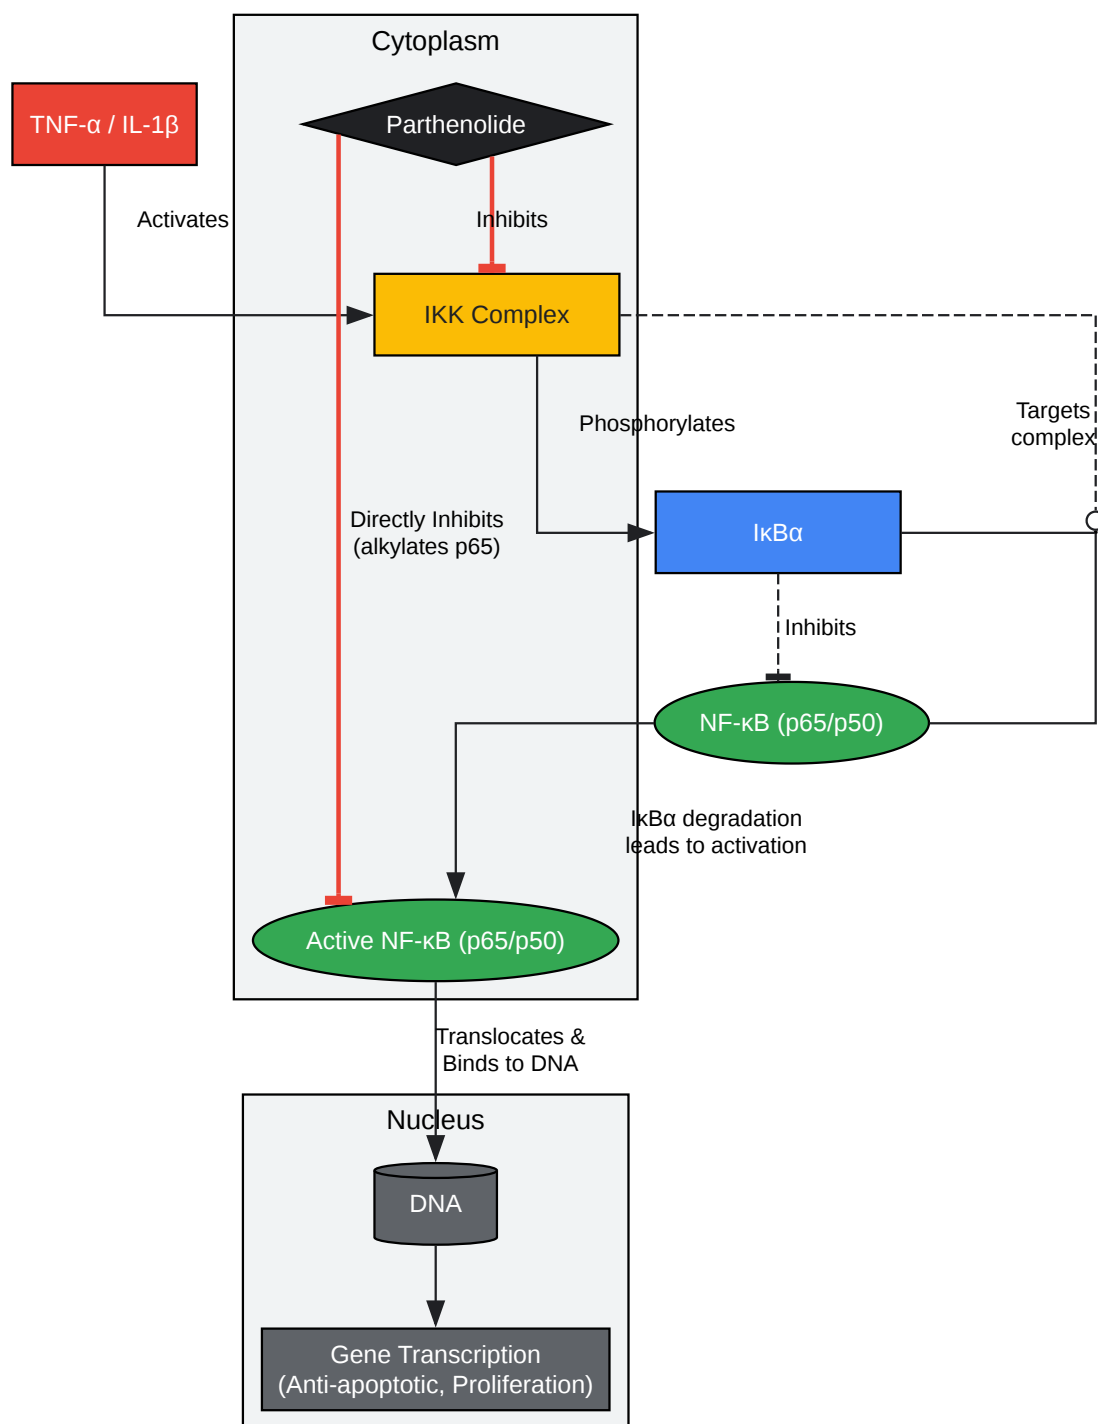 Cytoplasm
TNF-α / IL-1β
Parthenolide
Activates
Inhibits
IKK Complex
Phosphorylates
Targets
complex
Directly Inhibits
(alkylates p65)
IκBα
Inhibits
NF-κB (p65/p50)
IκBα degradation
leads to activation
Active NF-κB (p65/p50)
Translocates &
Binds to DNA
Nucleus
DNA
Gene Transcription
(Anti-apoptotic, Proliferation)